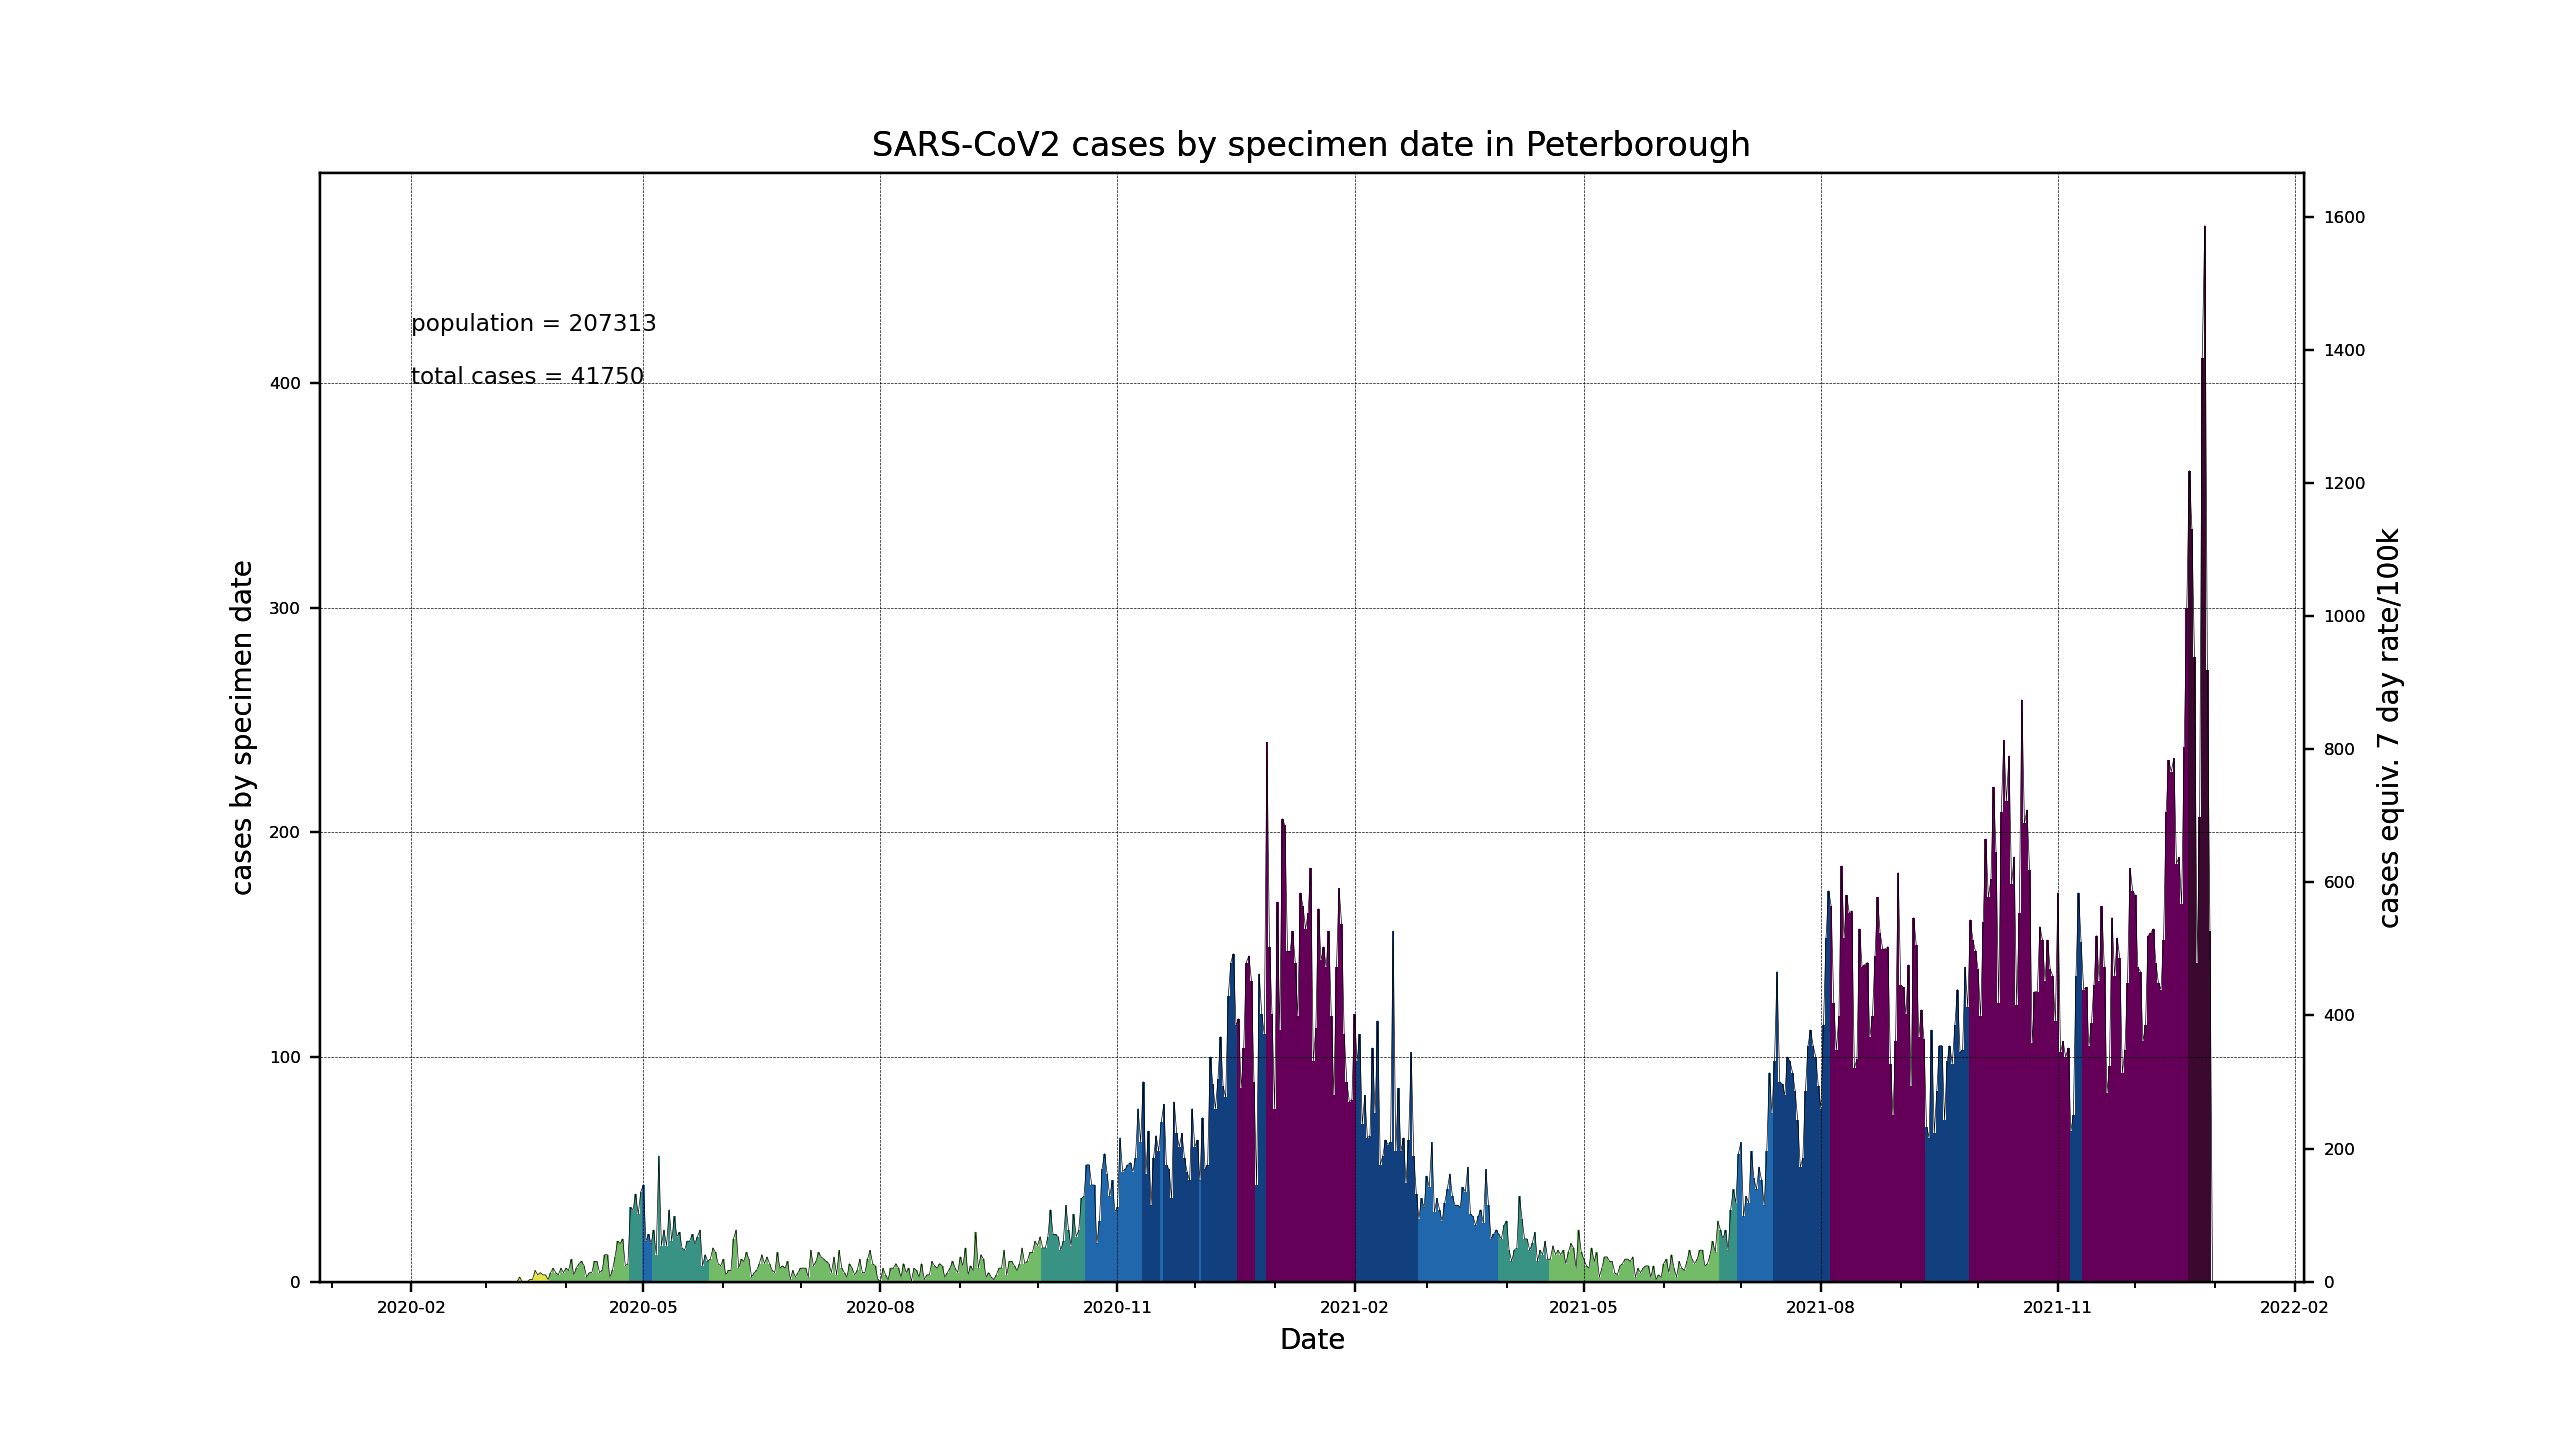 SARS-CoV2 cases by specimen date in Peterborough
population = 207313
total cases = 41750
cases by specimen date
400
300
200
100
0
1600
1400
1200
1000
800
600
400
200
0
cases equiv. 7 day rate/100k
2020-02 2020-05 2020-08 2020-11 2021-02 2021-05 2021-08 2021-11 2022-02
Date